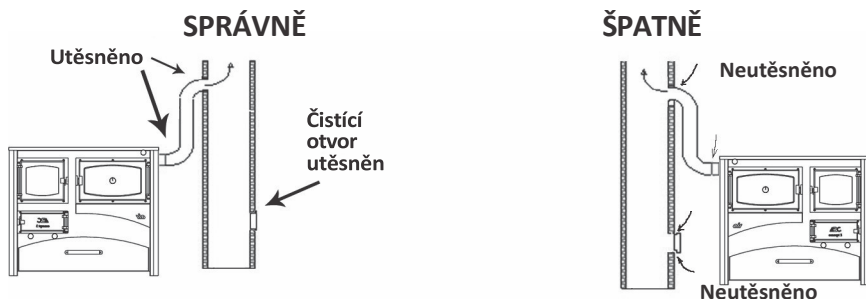 SPRÁVNĚ
ŠPATNĚ
Utěsněno
Čistící
otvor
utěsněn
Neutěsněno
Neutěsněno